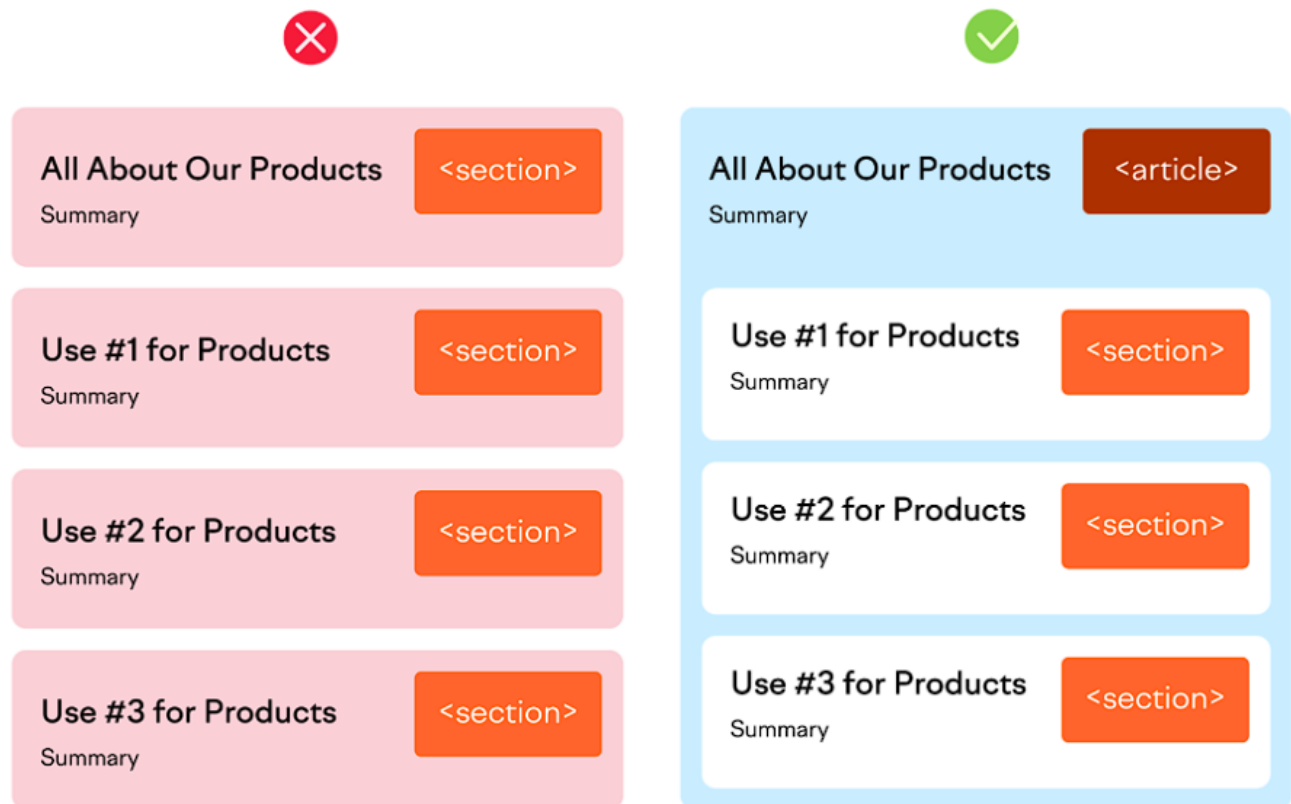 All About Our Products
<section>
Summary
Use #1 for Products
<section>
Summary
Use #2 for Products
<section>
Summary
Use #3 for Products
<section>
Summary
All About Our Products
<article>
Summary
Use #1 for Products
<section>
Summary
Use #2 for Products
<section>
Summary
Use #3 for Products
<section>
Summary